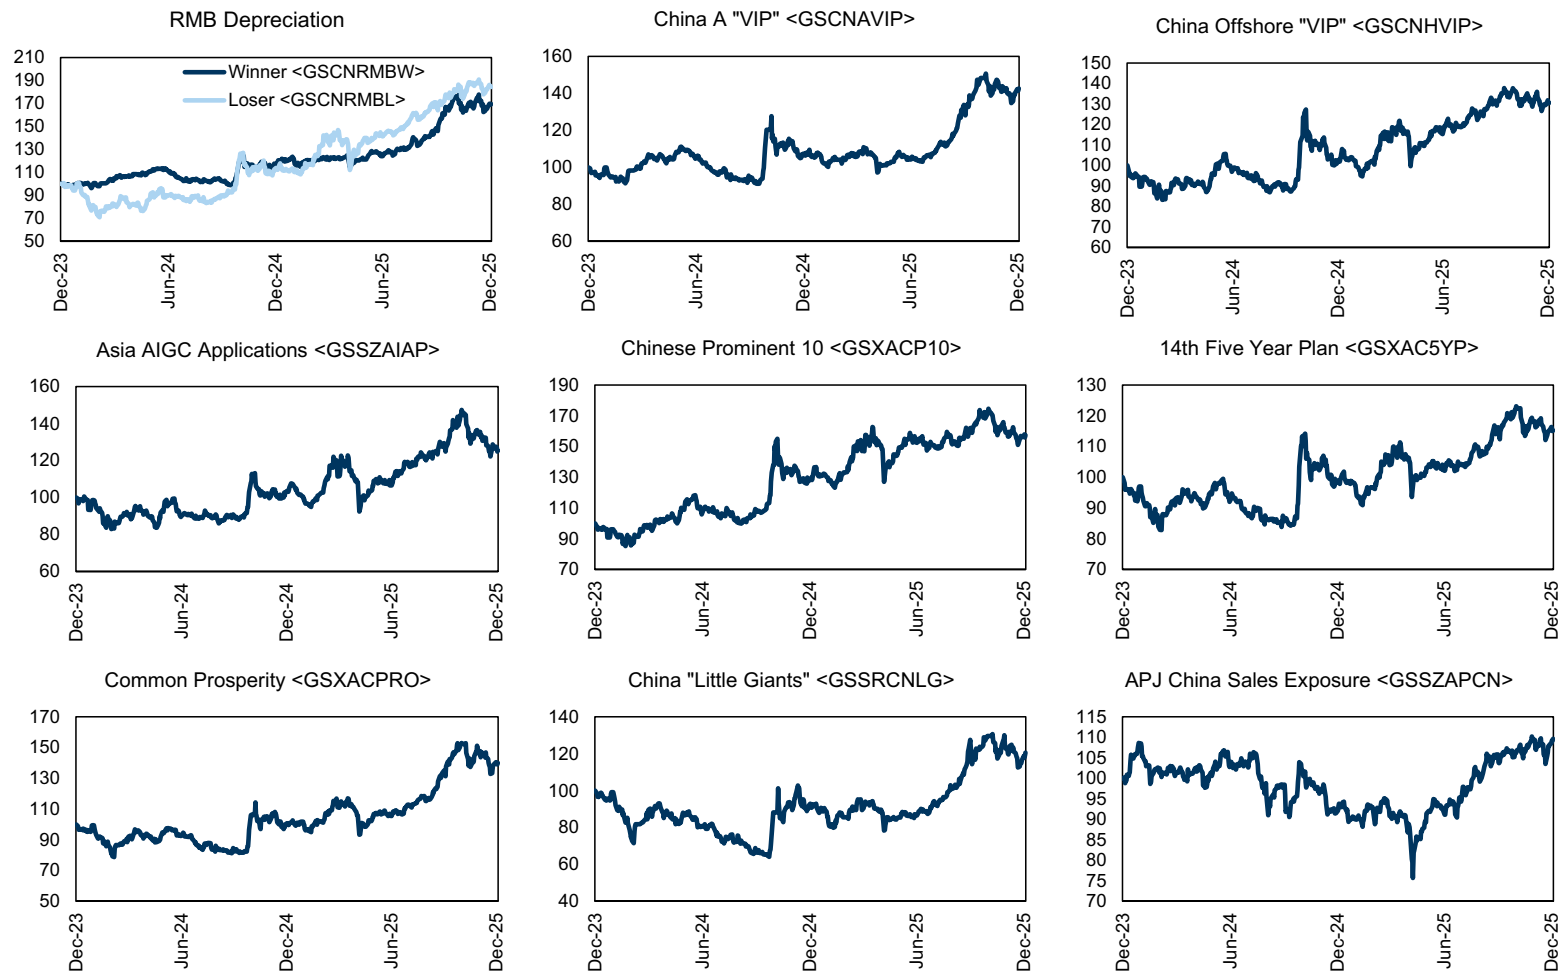 RMB Depreciation
210
190
170
150
130
110
90
70
50
Winner <GSCNRMBW>
Loser <GSCNRMBL>
Dec-23
Jun-24
Dec-24
Jun-25
Dec-25
China A "VIP" <GSCNAVIP>
160
140
120
100
80
60
Dec-23
Jun-24
Dec-24
Jun-25
Dec-25
China Offshore "VIP" <GSCNHVIP>
150
140
130
120
110
100
90
80
70
60
Dec-23
Jun-24
Dec-24
Jun-25
Dec-25
Asia AIGC Applications <GSSZAIAP>
160
140
120
100
80
60
Dec-23
Jun-24
Dec-24
Jun-25
Dec-25
Chinese Prominent 10 <GSXACP10>
190
170
150
130
110
90
70
Dec-23
Jun-24
Dec-24
Jun-25
Dec-25
14th Five Year Plan <GSXAC5YP>
130
120
110
100
90
80
70
Dec-23
Jun-24
Dec-24
Jun-25
Dec-25
Common Prosperity <GSXACPRO>
170
150
130
110
90
70
50
Dec-23
Jun-24
Dec-24
Jun-25
Dec-25
China "Little Giants" <GSSRCNLG>
140
120
100
80
60
40
Dec-23
Jun-24
Dec-24
Jun-25
Dec-25
APJ China Sales Exposure <GSSZAPCN>
115
110
105
100
95
90
85
80
75
70
Dec-23
Jun-24
Dec-24
Jun-25
Dec-25